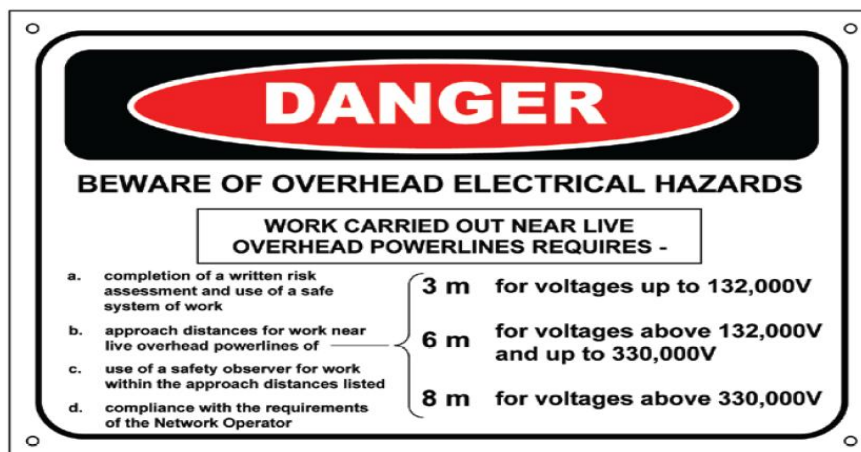 DANGER
BEWARE OF OVERHEAD ELECTRICAL HAZARDS
WORK CARRIED OUT NEAR LIVE
OVERHEAD POWERLINES REQUIRES -
a. completion of a written risk
assessment and use of a safe
system of work
b. approach distances for work near
live overhead powerlines of
c. use of a safety observer for work
within the approach distances listed
d. compliance with the requirements
of the Network Operator
3 m for voltages up to 132,000V
6 m for voltages above 132,000V
and up to 330,000V
8 m for voltages above 330,000V